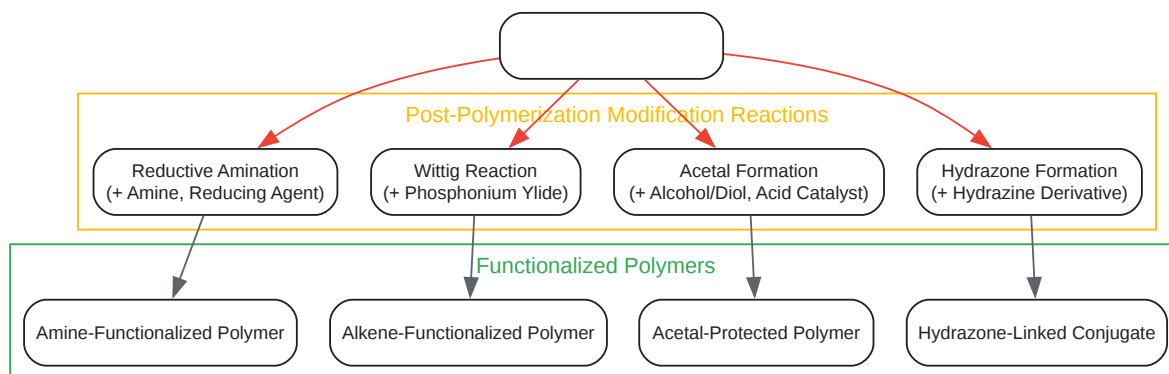 Post-Polymerization Modification Reactions
Reductive Amination
(+ Amine, Reducing Agent)
Wittig Reaction
(+ Phosphonium Ylide)
Acetal Formation
(+ Alcohol/Diol, Acid Catalyst)
Hydrazone Formation
(+ Hydrazine Derivative)
Functionalized Polymers
Amine-Functionalized Polymer
Alkene-Functionalized Polymer
Acetal-Protected Polymer
Hydrazone-Linked Conjugate